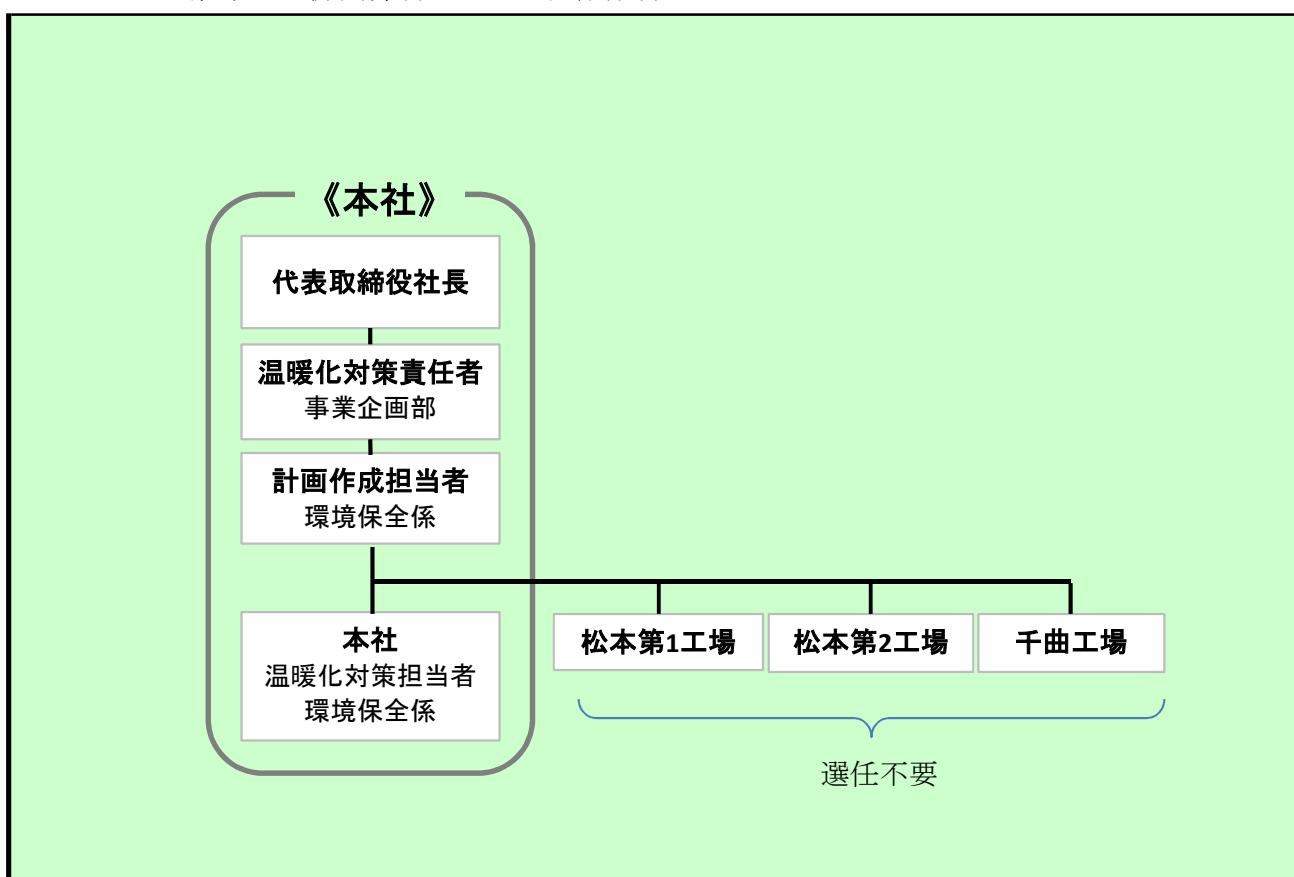 《本社》
代表取締役社長
温暖化対策責任者
事業企画部
計画作成担当者
環境保全係
本社
温暖化対策担当者
環境保全係
松本第1工場
松本第2工場
千曲工場
選任不要